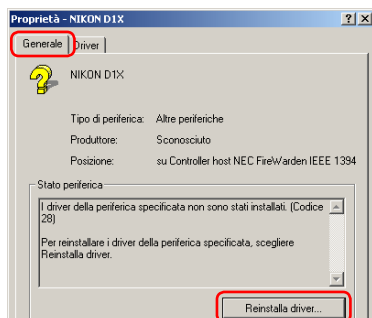 Proprietà - NIKON D1X
Generale Driver
NIKON D1X
Tipo di periferica: Altre periferiche
Produttore: Sconosciuto
Posizione: su Controller host NEC FireWarden IEEE 1394
Stato periferica
I driver della periferica specificata non sono stati installati. (Codice
28)
Per reinstallare i driver della periferica specificata, scegliere
Reinstalla driver.
Reinstalla driver...